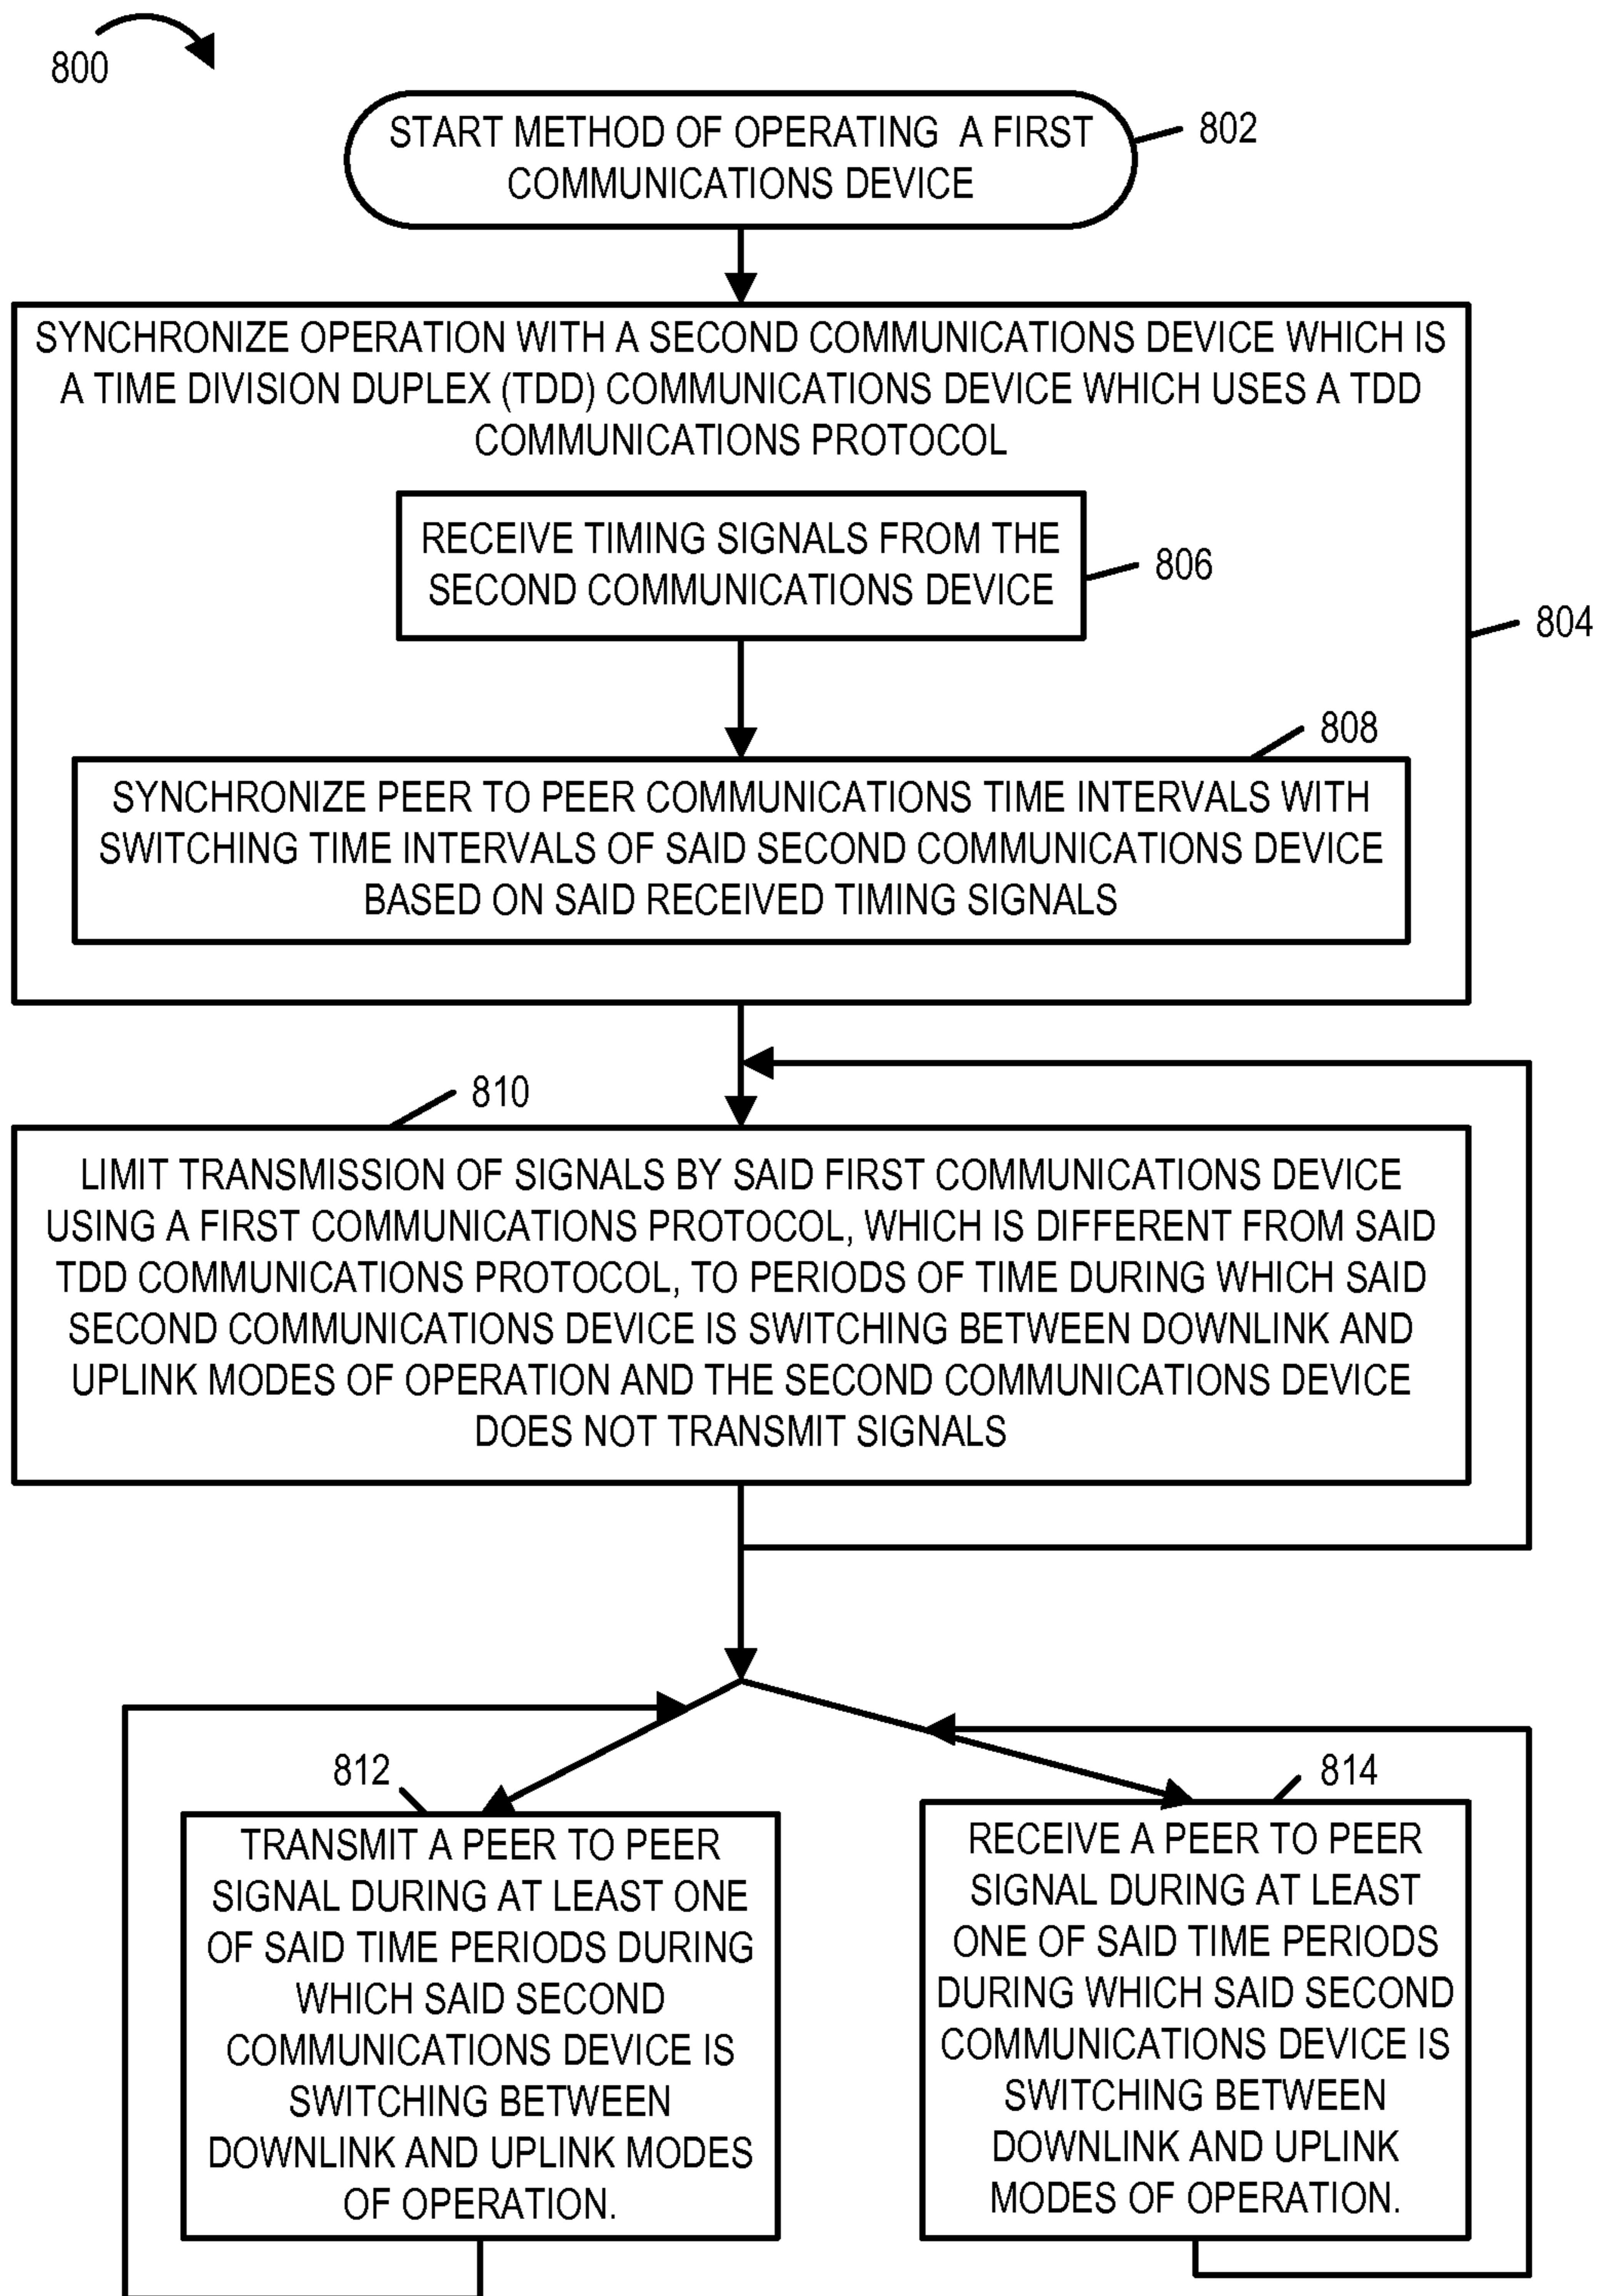 800
START METHOD OF OPERATING A FIRST
COMMUNICATIONS DEVICE
802
SYNCHRONIZE OPERATION WITH A SECOND COMMUNICATIONS DEVICE WHICH IS
A TIME DIVISION DUPLEX (TDD) COMMUNICATIONS DEVICE WHICH USES A TDD
COMMUNICATIONS PROTOCOL
RECEIVE TIMING SIGNALS FROM THE
SECOND COMMUNICATIONS DEVICE
806
804
808
SYNCHRONIZE PEER TO PEER COMMUNICATIONS TIME INTERVALS WITH
SWITCHING TIME INTERVALS OF SAID SECOND COMMUNICATIONS DEVICE
BASED ON SAID RECEIVED TIMING SIGNALS
810
LIMIT TRANSMISSION OF SIGNALS BY SAID FIRST COMMUNICATIONS DEVICE
USING A FIRST COMMUNICATIONS PROTOCOL, WHICH IS DIFFERENT FROM SAID
TDD COMMUNICATIONS PROTOCOL, TO PERIODS OF TIME DURING WHICH SAID
SECOND COMMUNICATIONS DEVICE IS SWITCHING BETWEEN DOWNLINK AND
UPLINK MODES OF OPERATION AND THE SECOND COMMUNICATIONS DEVICE
DOES NOT TRANSMIT SIGNALS
812
TRANSMIT A PEER TO PEER
SIGNAL DURING AT LEAST ONE
OF SAID TIME PERIODS DURING
WHICH SAID SECOND
COMMUNICATIONS DEVICE IS
SWITCHING BETWEEN
DOWNLINK AND UPLINK MODES
OF OPERATION.
814
RECEIVE A PEER TO PEER
SIGNAL DURING AT LEAST
ONE OF SAID TIME PERIODS
DURING WHICH SAID SECOND
COMMUNICATIONS DEVICE IS
SWITCHING BETWEEN
DOWNLINK AND UPLINK
MODES OF OPERATION.